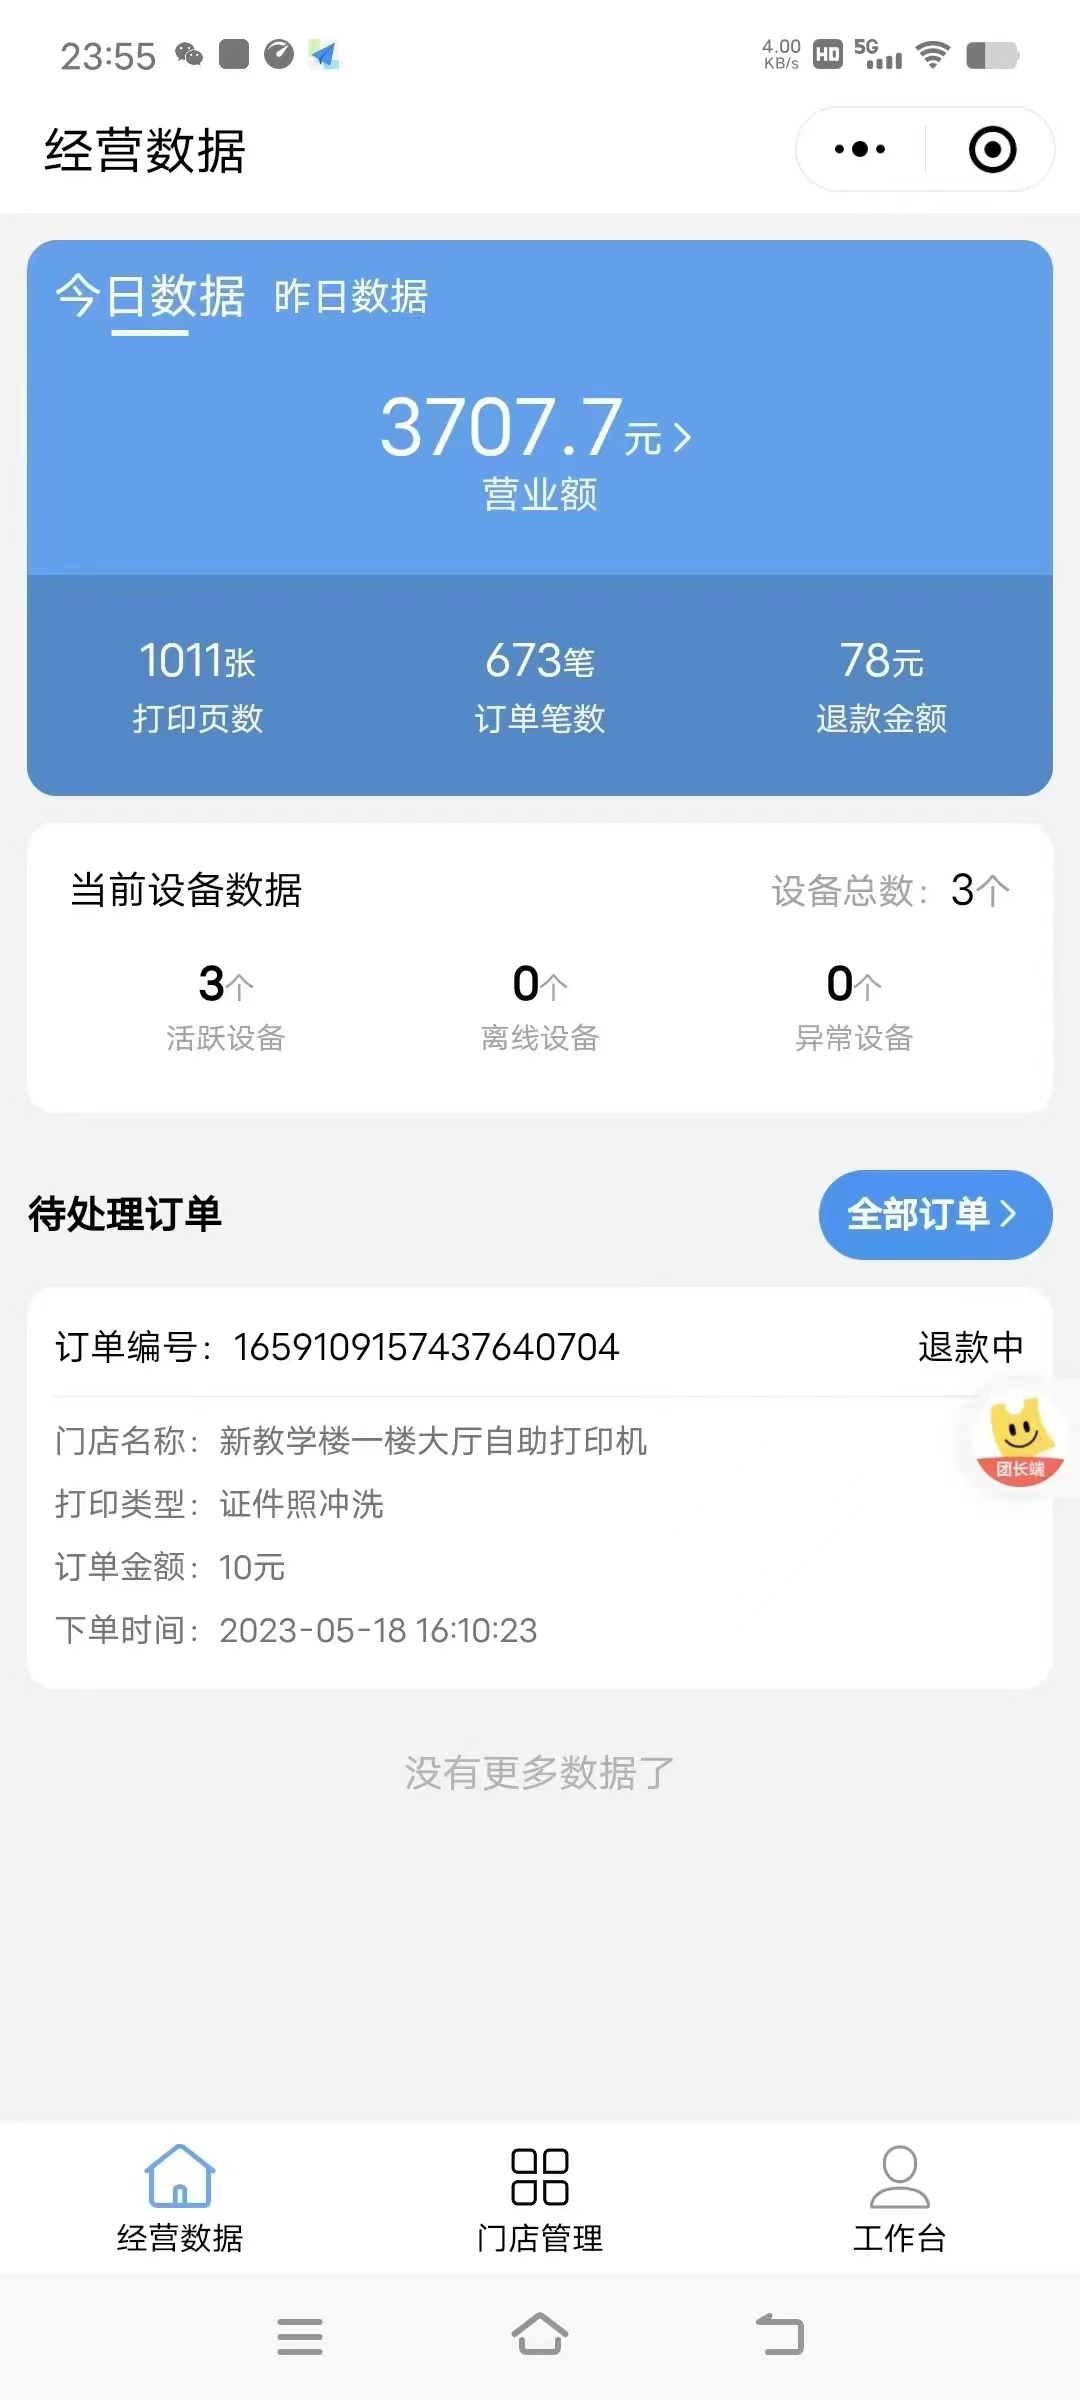 23:55 4.00 KB/s HD 5G
经营数据
今日数据 昨日数据
3707.7元
营业额
1011张 673笔 78元
打印页数 订单笔数 退款金额
当前设备数据 设备总数：3个
3个 0个 0个
活跃设备 离线设备 异常设备
待处理订单 全部订单
订单编号：1659109157437640704 退款中
门店名称：新教学楼一楼大厅自助打印机
团长端
打印类型：证件照冲洗
订单金额：10元
下单时间：2023-05-18 16:10:23
没有更多数据了
经营数据 门店管理 工作台